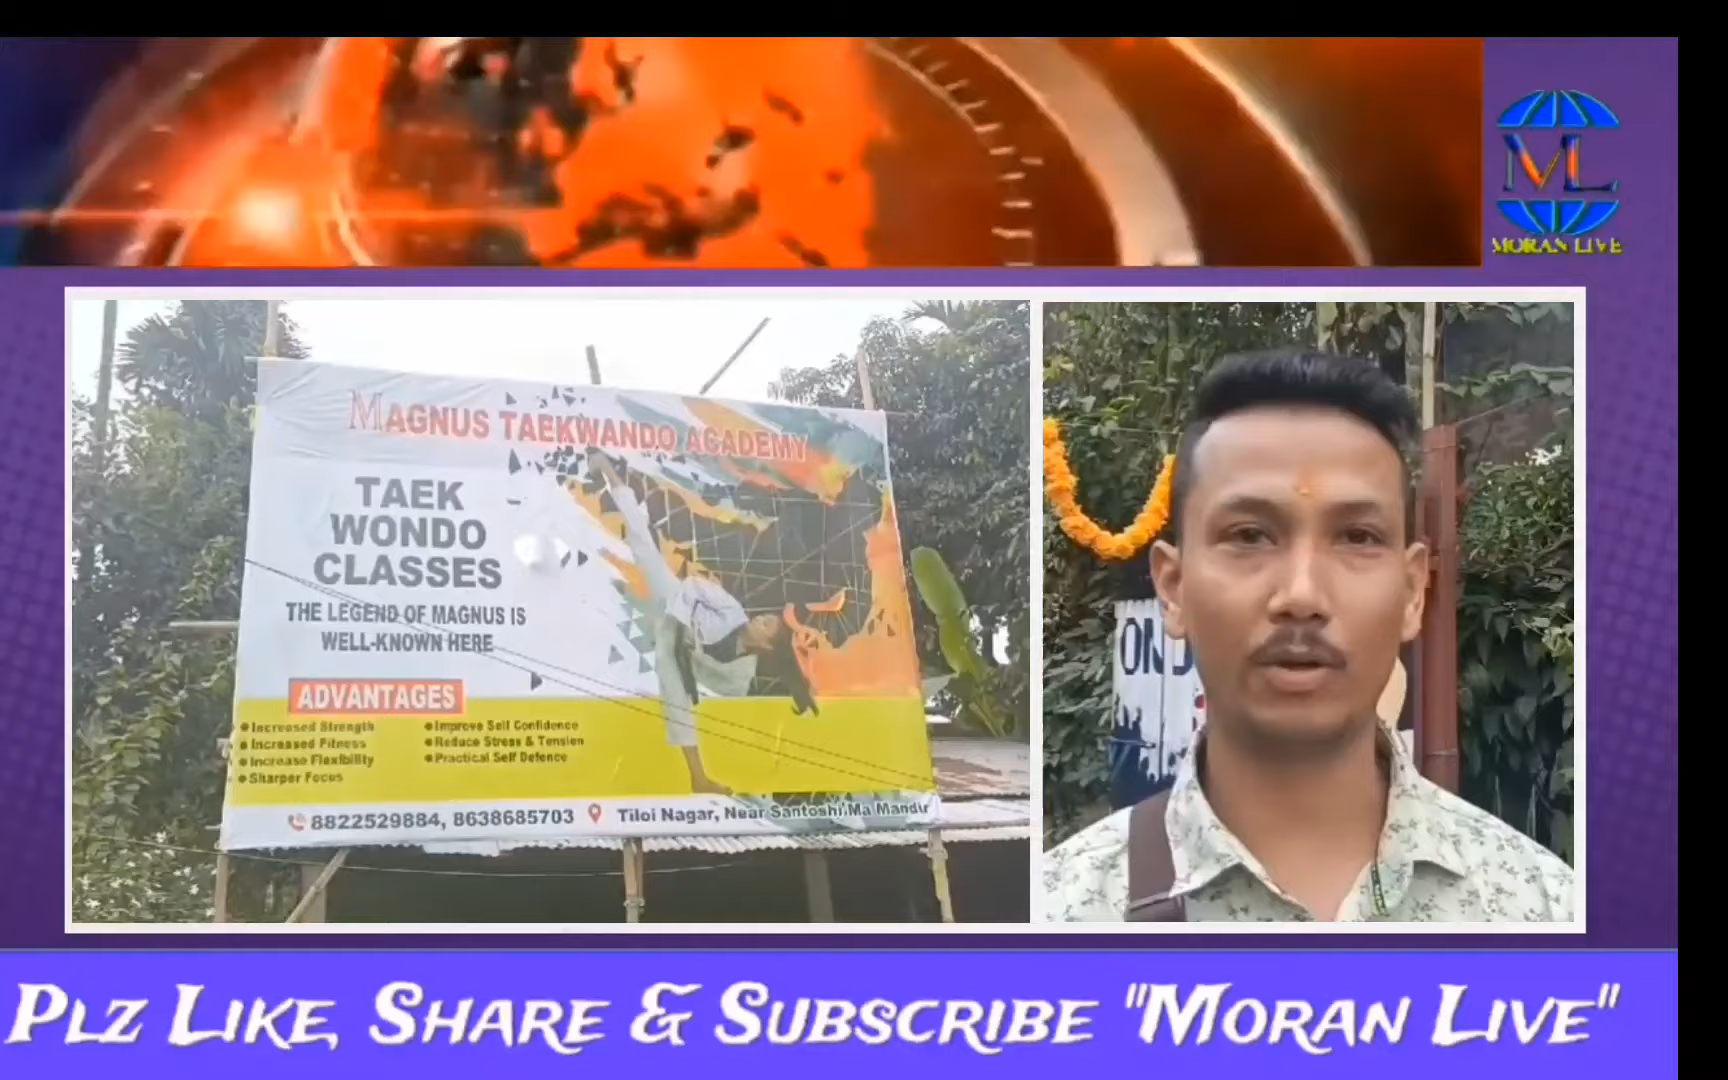 ML
MORAN LIVE
MAGNUS TAEKWANDO ACADEMY
TAEK
WONDO
CLASSES
THE LEGEND OF MAGNUS IS
WELL-KNOWN HERE
ADVANTAGES
Increased Strength
Increased Fitness
Increase Flexibility
Sharper Focus
Improve Self Confidence
Reduce Stress & Tension
Practical Self Defence
8822529884, 8638685703
Tiloi Nagar, Near Santoshi Ma Mandir
PLZ LIKE, SHARE & SUBSCRIBE "MORAN LIVE"